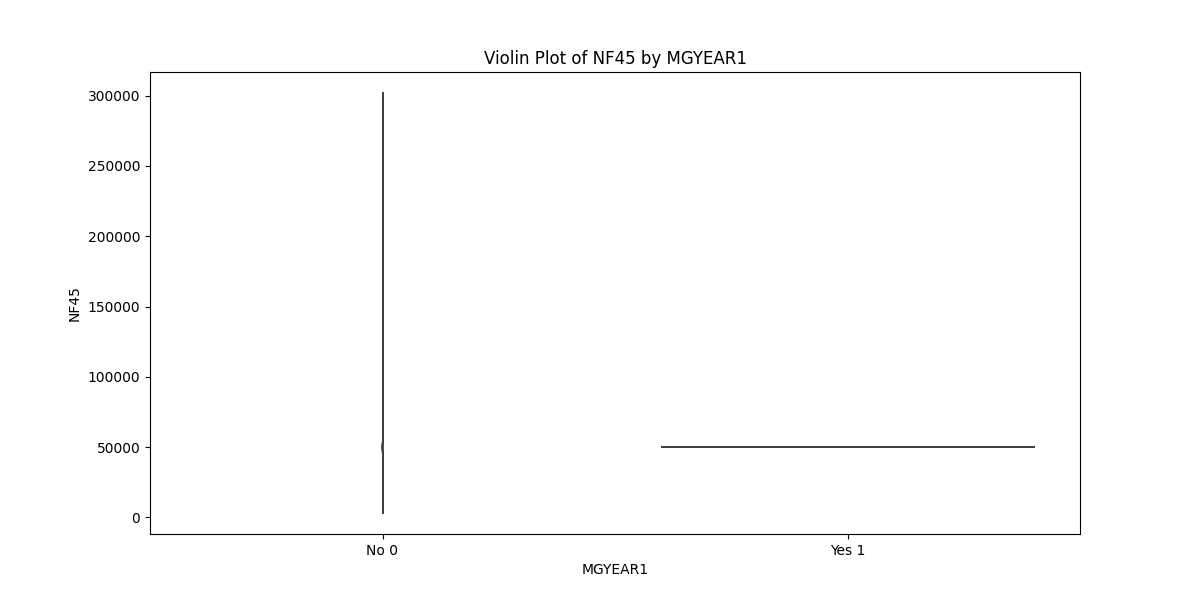 Violin Plot of NF45 by MGYEAR1
300000
250000
200000
150000
100000
50000
0
NF45
No 0
Yes 1
MGYEAR1